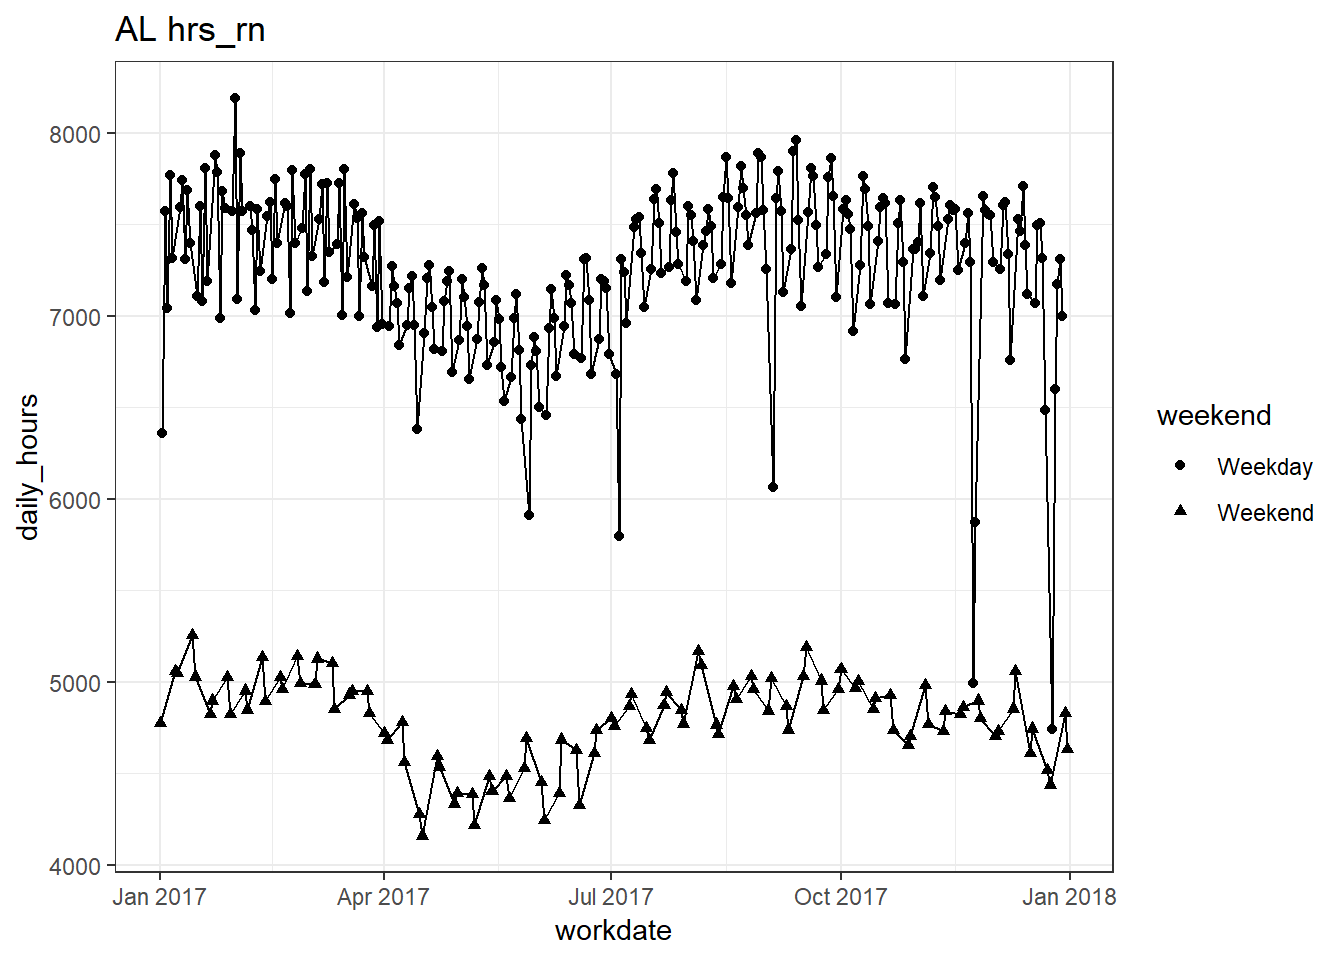 AL hrs_rn
daily_hours
8000
7000
6000
5000
4000
Jan 2017
Apr 2017
Jul 2017
Oct 2017
Jan 2018
workdate
weekend
Weekday
Weekend